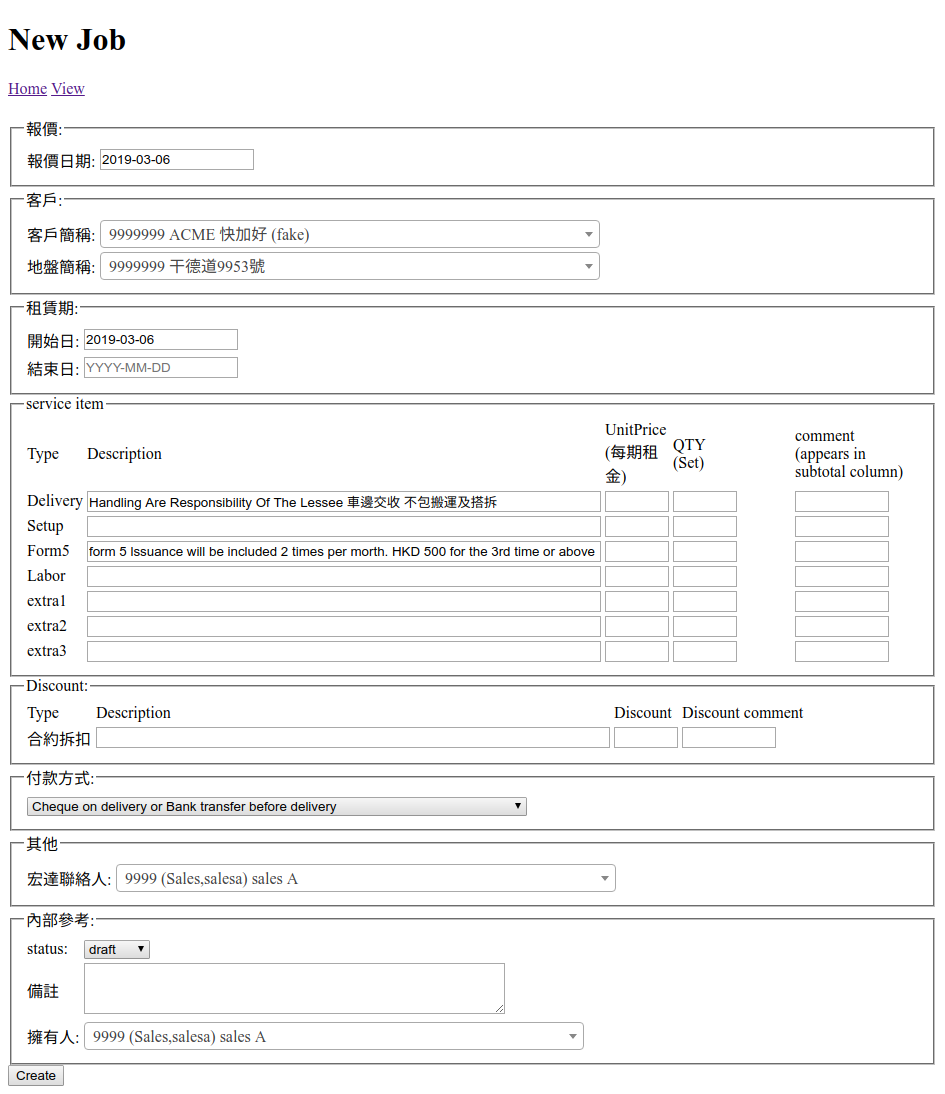 New Job
Home View
報價:
報價日期: 2019-03-06
客戶:
客戶簡稱: 9999999 ACME 快加好 (fake)
地盤簡稱: 9999999 干德道9953號
租賃期:
開始日: 2019-03-06
結束日: YYYY-MM-DD
service item
Type Description UnitPrice (每期租金) QTY (Set) comment (appears in subtotal column)
Delivery Handling Are Responsibility Of The Lessee 車邊交收 不包搬運及搭拆
Setup
Form5 form 5 Issuance will be included 2 times per morth. HKD 500 for the 3rd time or above
Labor
extra1
extra2
extra3
Discount:
Type Description Discount Discount comment
合約拆扣
付款方式:
Cheque on delivery or Bank transfer before delivery
其他
宏達聯絡人: 9999 (Sales,salesa) sales A
內部參考:
status: draft
備註
擁有人: 9999 (Sales,salesa) sales A
Create